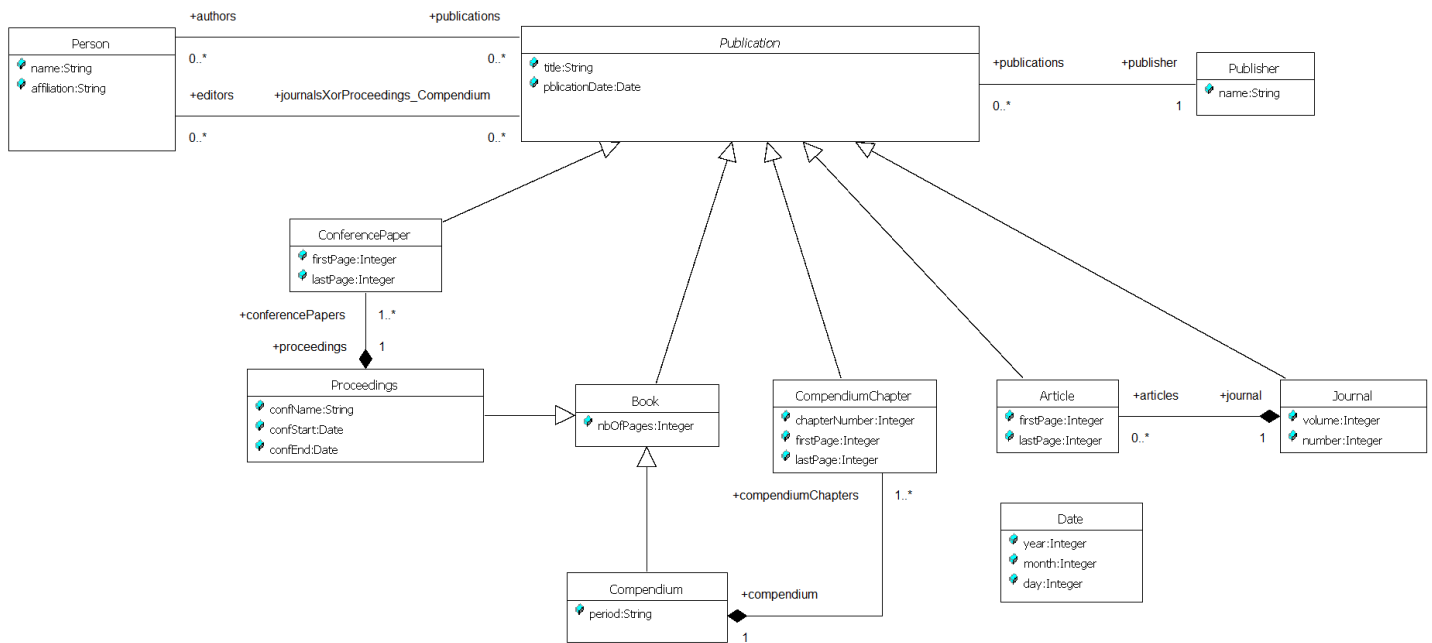 +authors
+publications
Person
name:String
affiliation:String
0..*
0..*
+editors
+journalsXorProceedings_Compendium
0..*
0..*
Publication
title:String
pblicationDate:Date
+publications
+publisher
0..*
1
Publisher
name:String
ConferencePaper
firstPage:Integer
lastPage:Integer
+conferencePapers
1..*
+proceedings
1
Proceedings
confName:String
confStart:Date
confEnd:Date
Book
nbOfPages:Integer
CompendiumChapter
chapterNumber:Integer
firstPage:Integer
lastPage:Integer
Article
firstPage:Integer
lastPage:Integer
+articles
+journal
0..*
1
Journal
volume:Integer
number:Integer
+compendiumChapters
1..*
Date
year:Integer
month:Integer
day:Integer
Compendium
period:String
+compendium
1